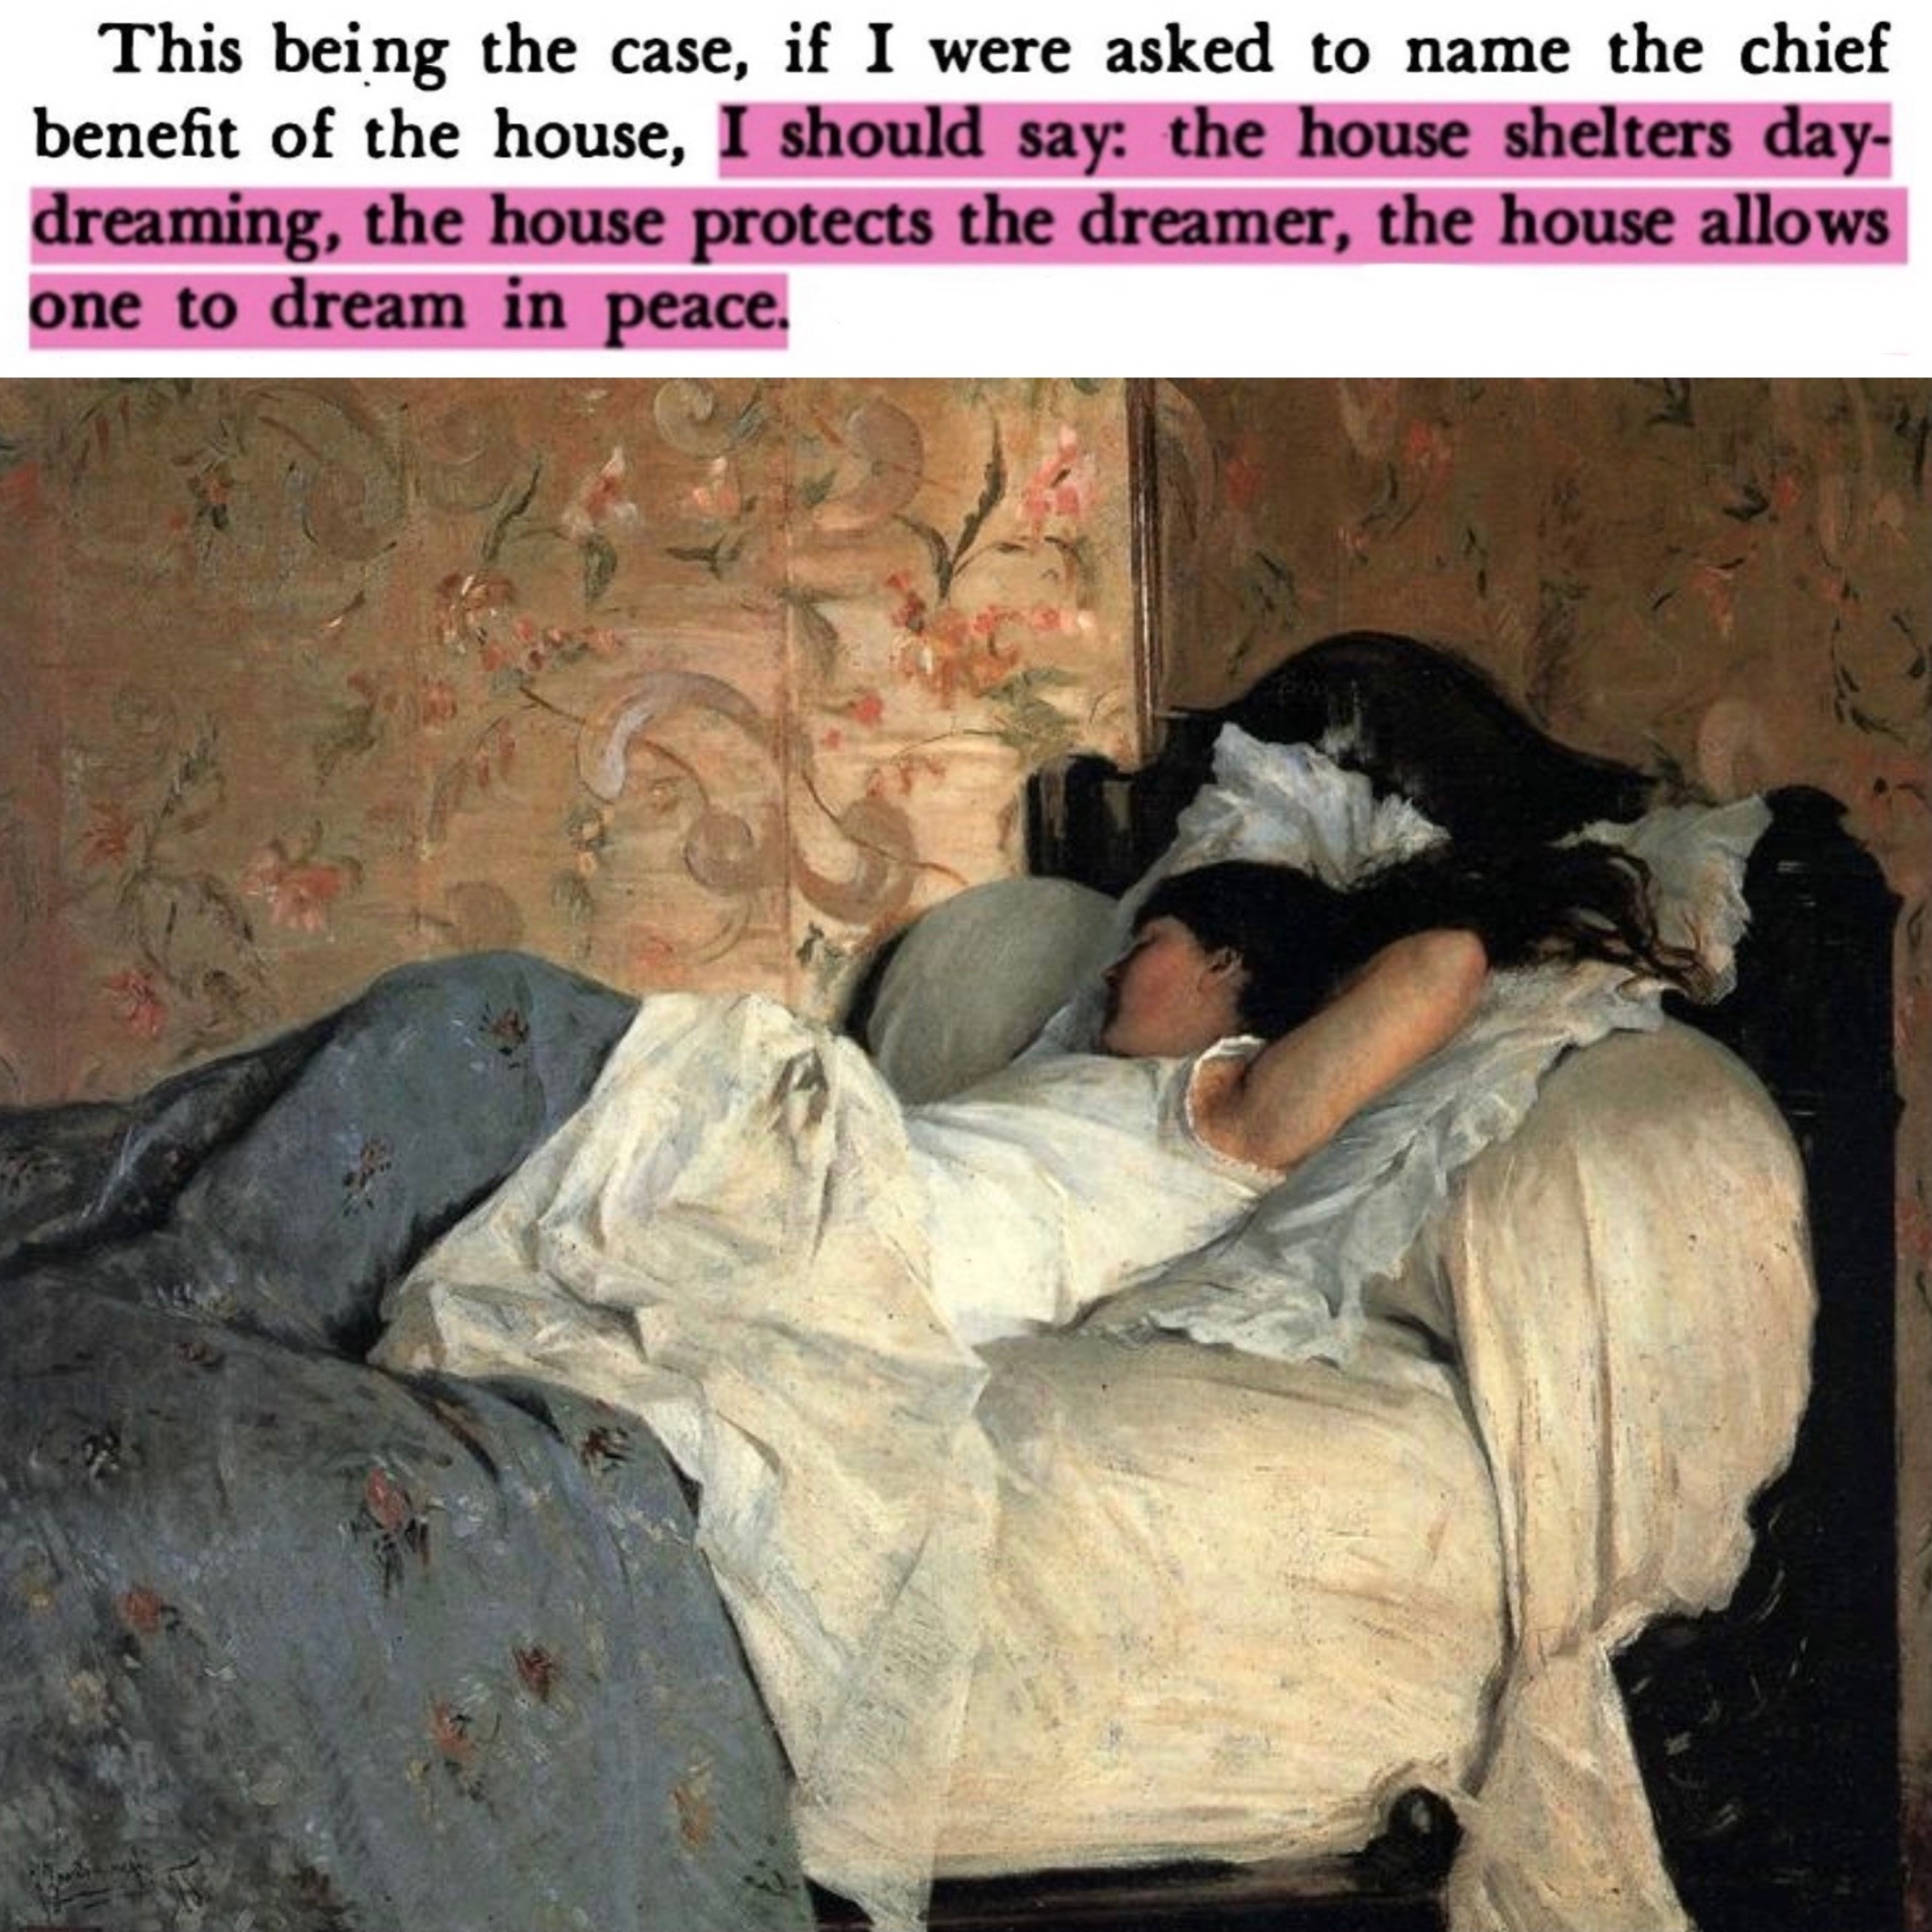 This being the case, if I were asked to name the chief
benefit of the house, I should say: the house shelters day-
dreaming, the house protects the dreamer, the house allows
one to dream in peace.